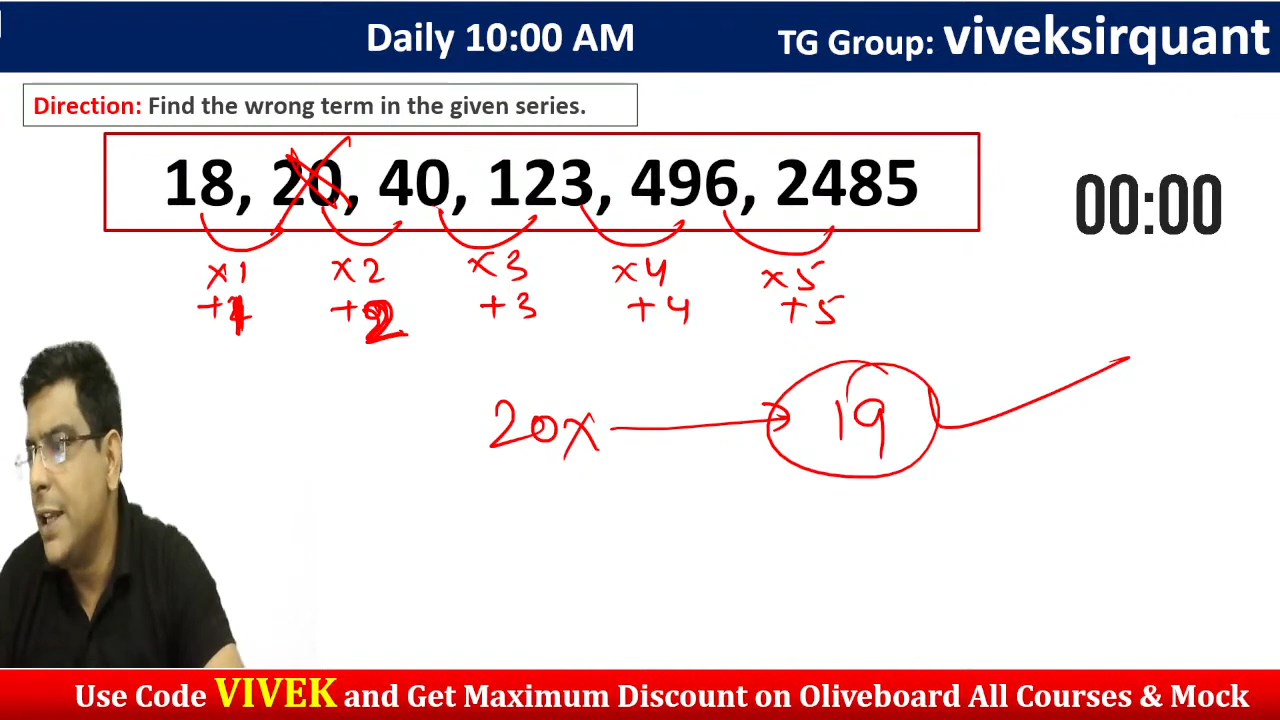 Daily 10:00 AM
TG Group: viveksirquant
Direction: Find the wrong term in the given series.
18, 20, 40, 123, 496, 2485,
00:00
×1 ×2 ×3 ×4 ×5
+1 +2 +3 +4 +5
20× 19
Use Code VIVEK and Get Maximum Discount on Oliveboard All Courses & Mock